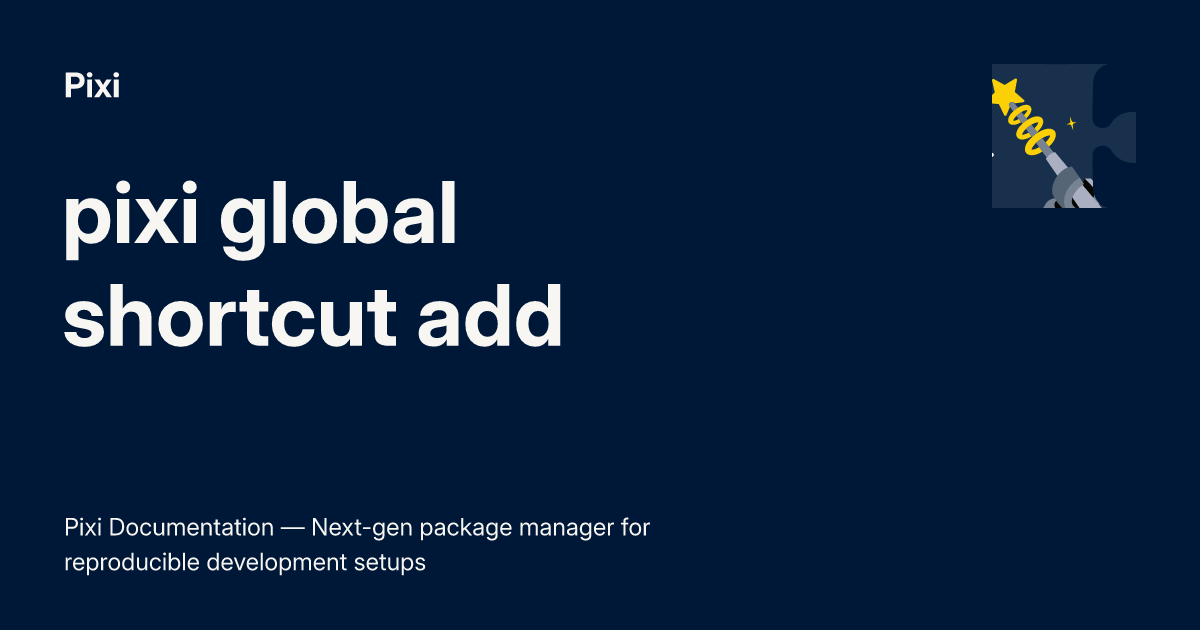 Pixi
pixi global
shortcut add
Pixi Documentation — Next-gen package manager for
reproducible development setups